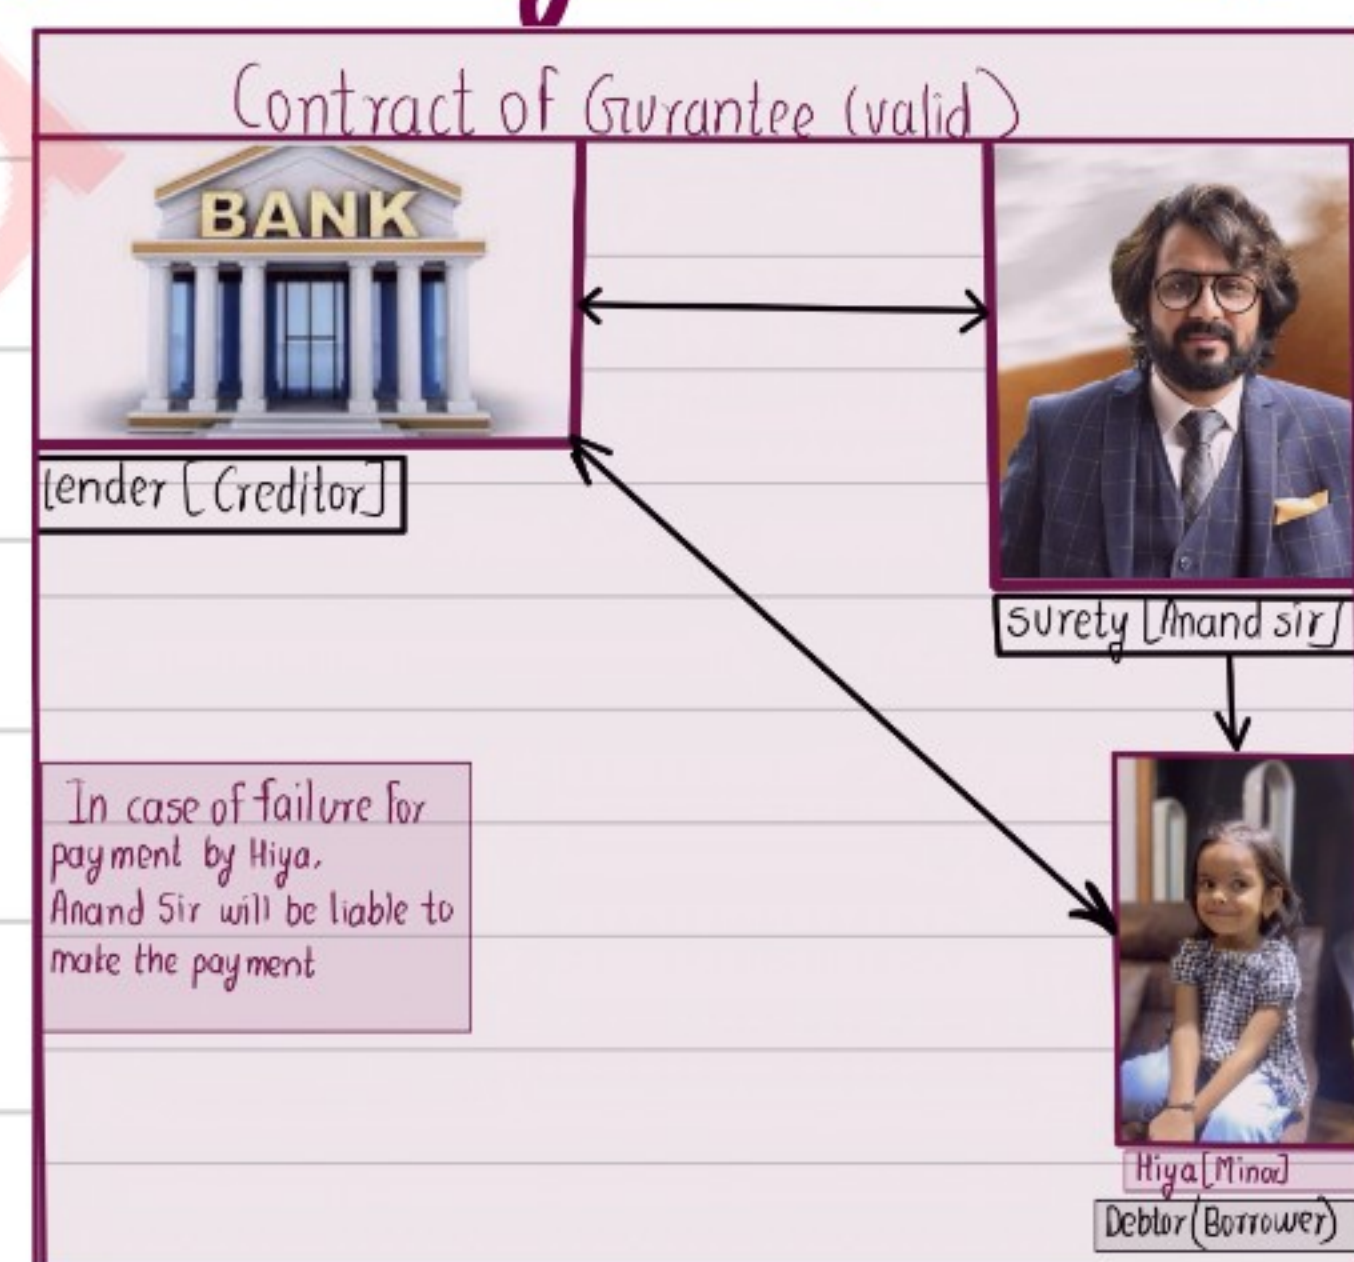 Contract of Gurantee (valid)
BANK
Lender [Creditor]
Surety [Anand sir]
In case of failure for
payment by Hiya,
Anand Sir will be liable to
make the payment
Hiya [Minor]
Debtor (Borrower)